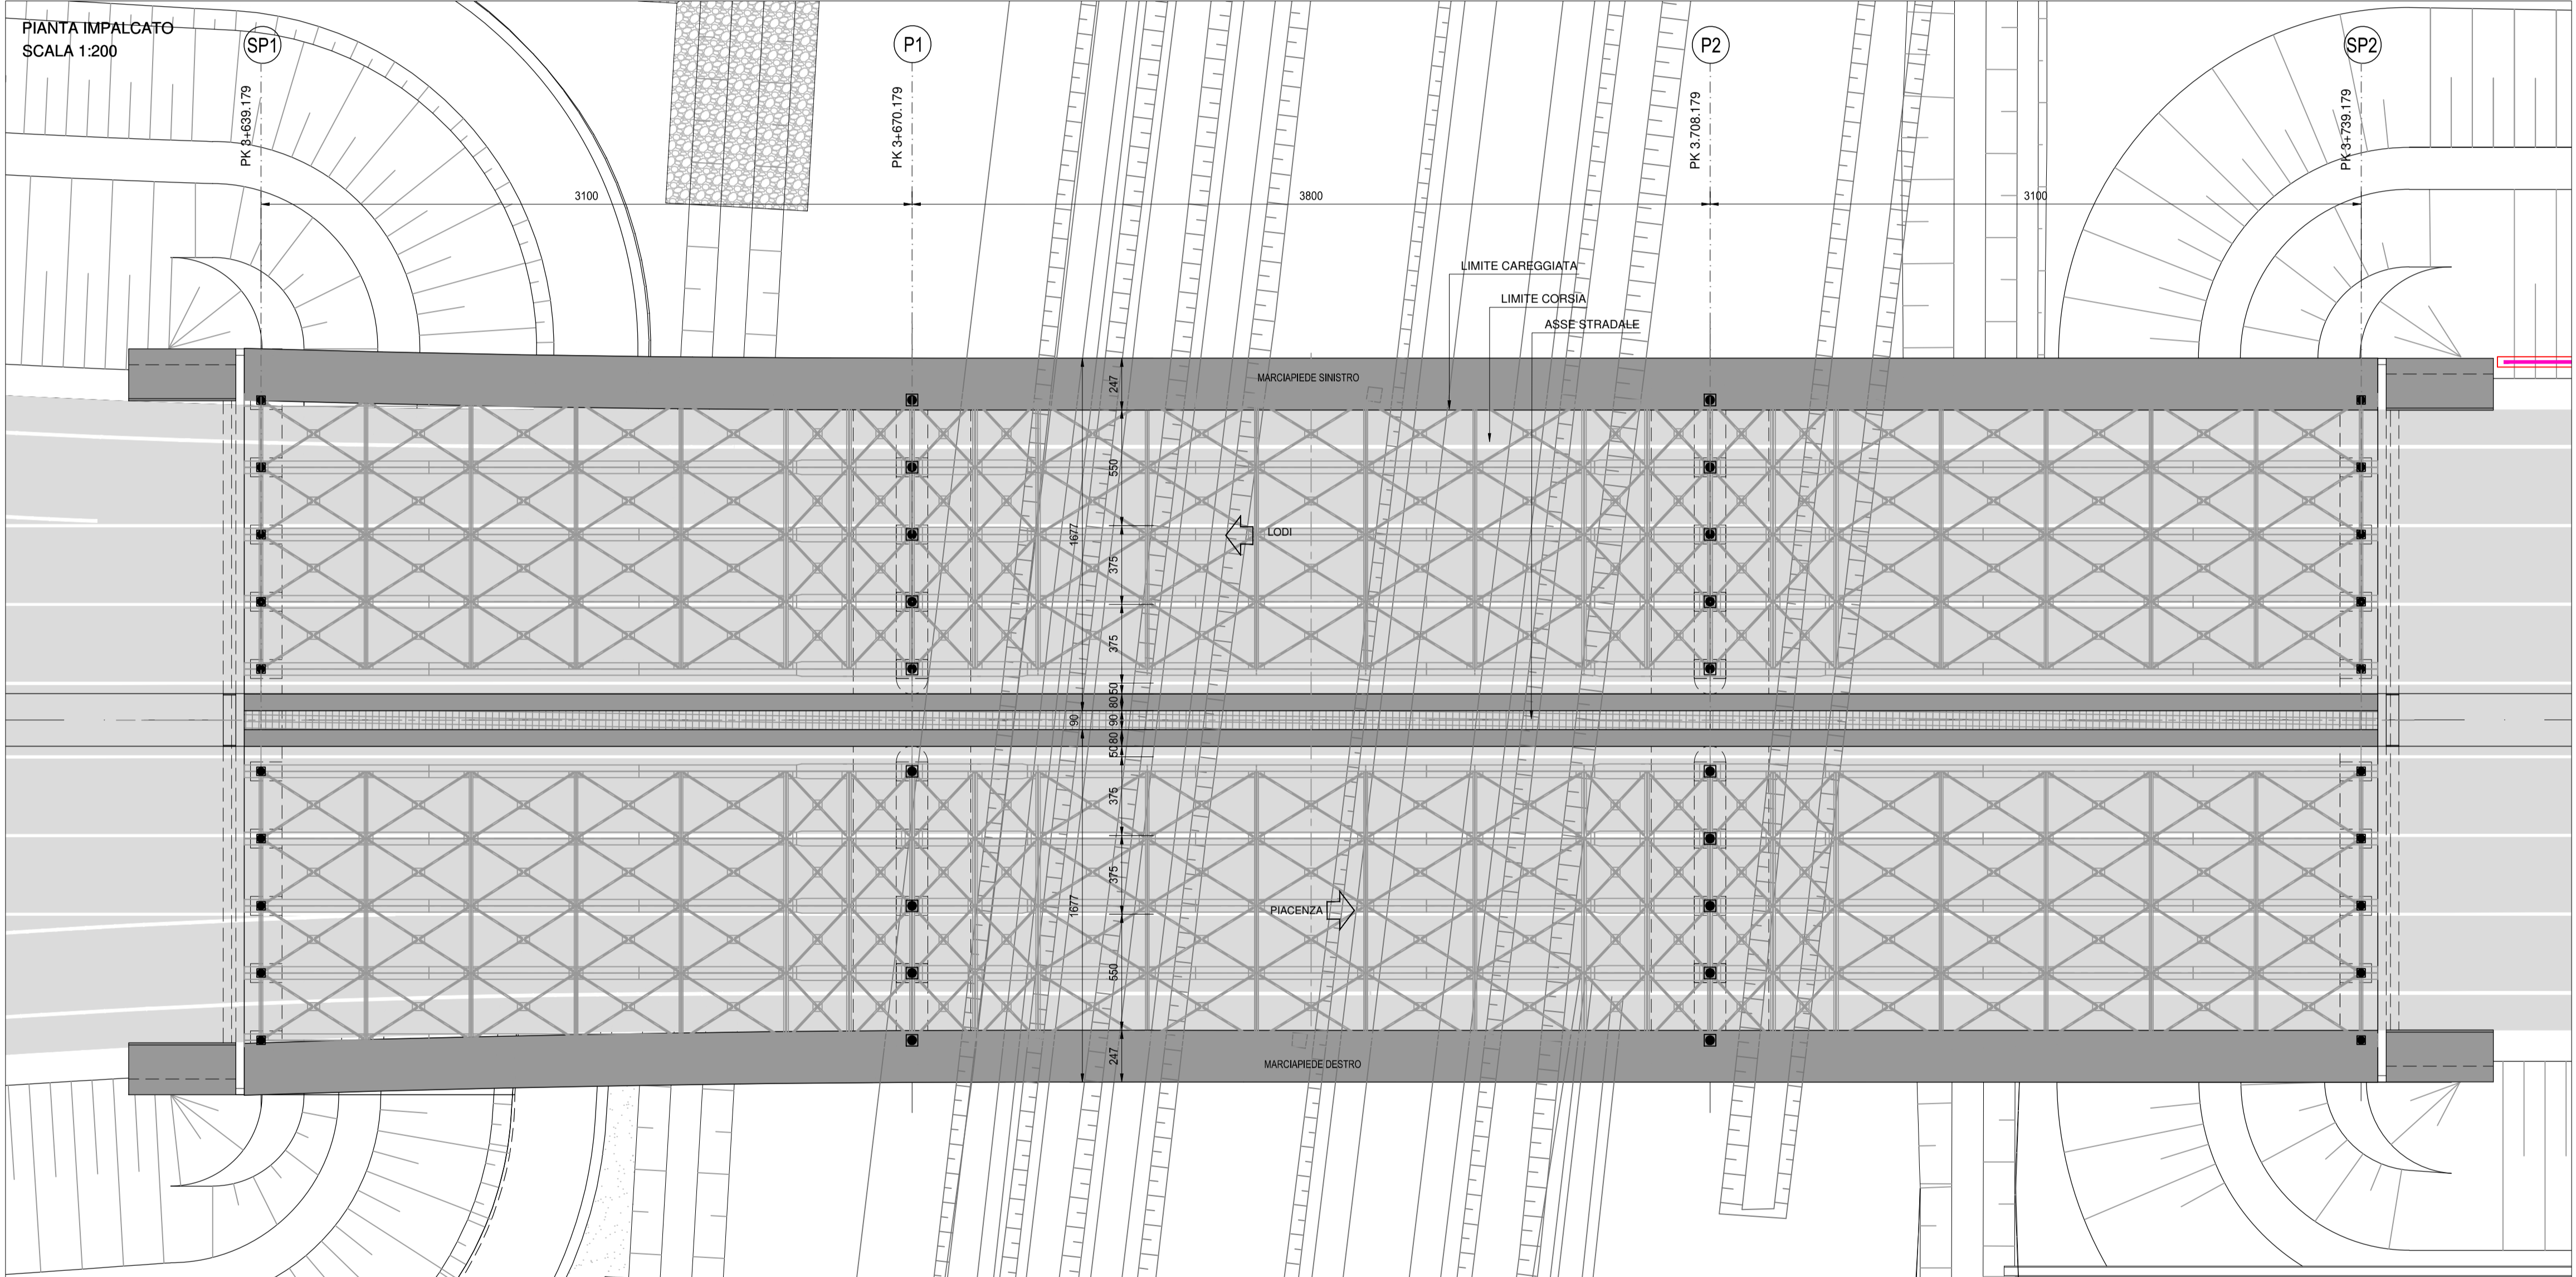 PIANTA IMPALCATO
SCALA 1:200
SP1
P1
P2
SP2
PK 3+639.179
PK 3+670.179
PK 3.708.179
PK 3+739.179
3100
3800
3100
LIMITE CAREGGIATA
LIMITE CORSIA
ASSE STRADALE
MARCIAPIEDE SINISTRO
247
550
1677
LODI
375
375
50
80
90
90
80
50
375
375
1677
PIACENZA
550
247
MARCIAPIEDE DESTRO